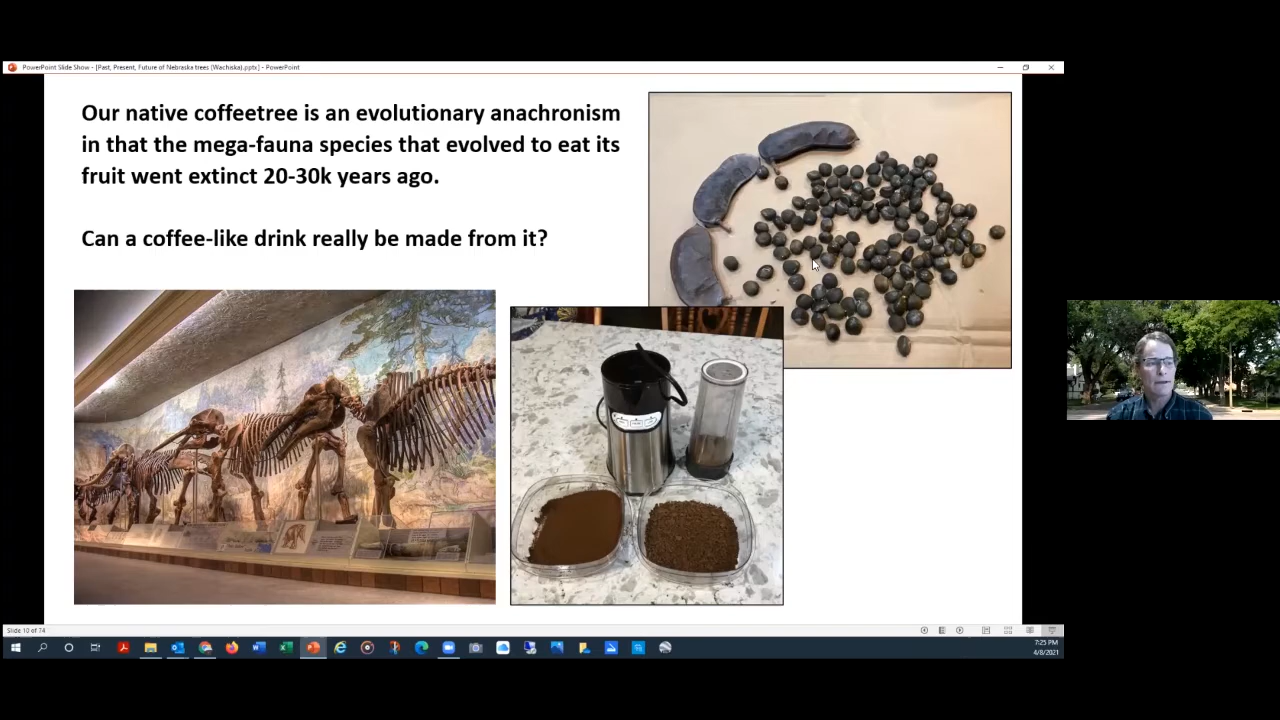 PowerPoint Slide Show - [Past, Present, Future of Nebraska trees (Wachiska).pptx] - PowerPoint
Our native coffeetree is an evolutionary anachronism
in that the mega-fauna species that evolved to eat its
fruit went extinct 20-30k years ago.
Can a coffee-like drink really be made from it?
Slide 10 of 74
7:25 PM
4/8/2021